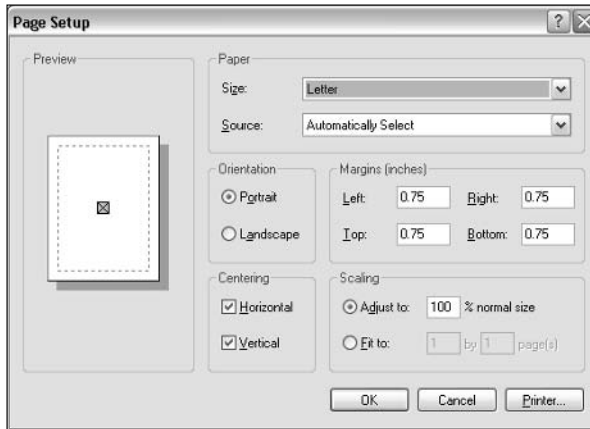 Page Setup
Preview
Paper
Size: Letter
Source: Automatically Select
Orientation
Portrait
Landscape
Margins (inches)
Left: 0.75 Right: 0.75
Top: 0.75 Bottom: 0.75
Centering
Horizontal
Vertical
Scaling
Adjust to: 100 % normal size
Fit to: 1 by 1 page(s)
OK Cancel Printer...